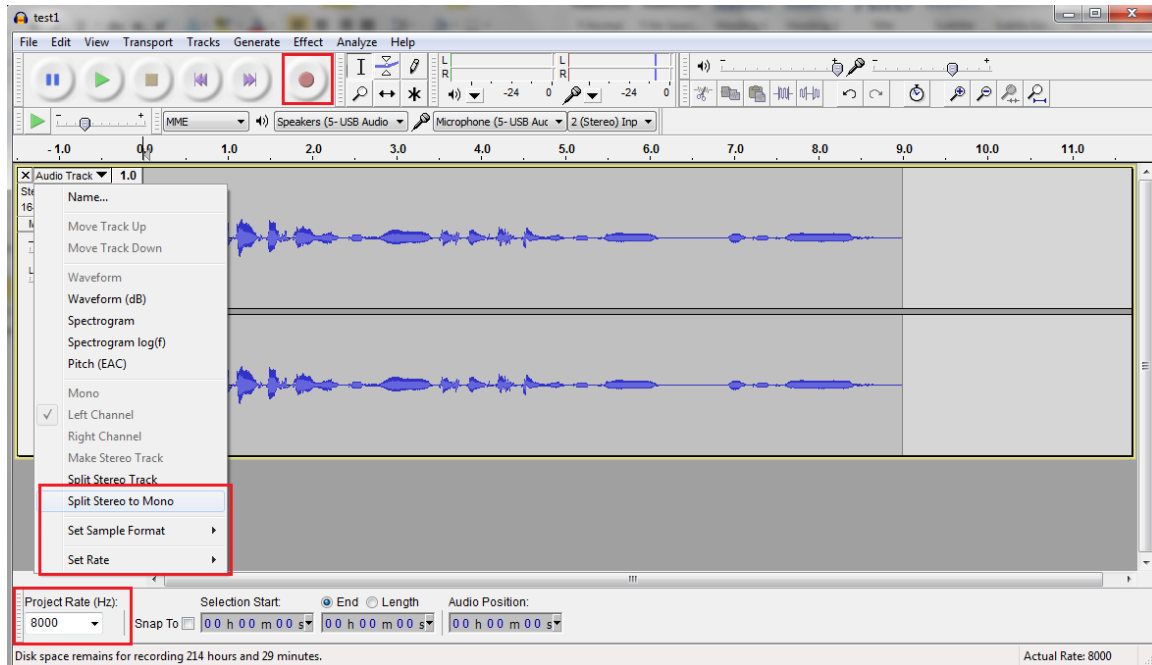 test1
File Edit View Transport Tracks Generate Effect Analyze Help
L
R
-24 0
L
R
-24 0
MME Speakers (5- USB Audio Microphone (5- USB Auc 2 (Stereo) Inp
- 1.0 0.0 1.0 2.0 3.0 4.0 5.0 6.0 7.0 8.0 9.0 10.0 11.0
X Audio Track 1.0
Ste
16-
Name...
Move Track Up
Move Track Down
Waveform
Waveform (dB)
Spectrogram
Spectrogram log(f)
Pitch (EAC)
Mono
Left Channel
Right Channel
Make Stereo Track
Split Stereo Track
Split Stereo to Mono
Set Sample Format
Set Rate
Project Rate (Hz): Selection Start: End Length Audio Position:
8000 Snap To 00 h 00 m 00 s 00 h 00 m 00 s 00 h 00 m 00 s
Disk space remains for recording 214 hours and 29 minutes. Actual Rate: 8000